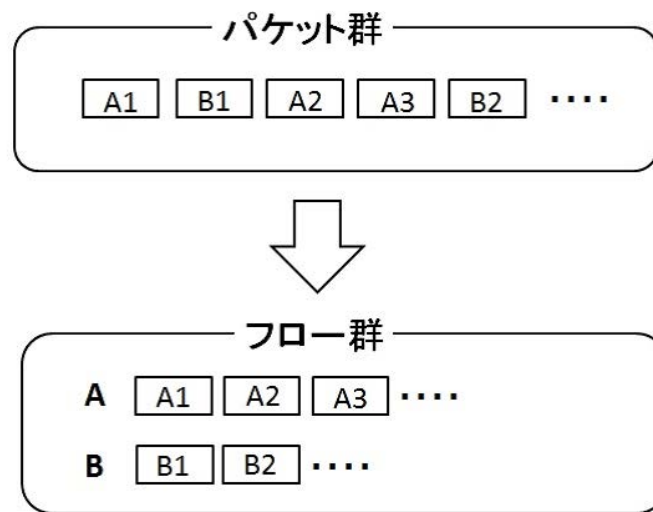 パケット群
A1 B1 A2 A3 B2 ····
フロー群
A A1 A2 A3 ····
B B1 B2 ····